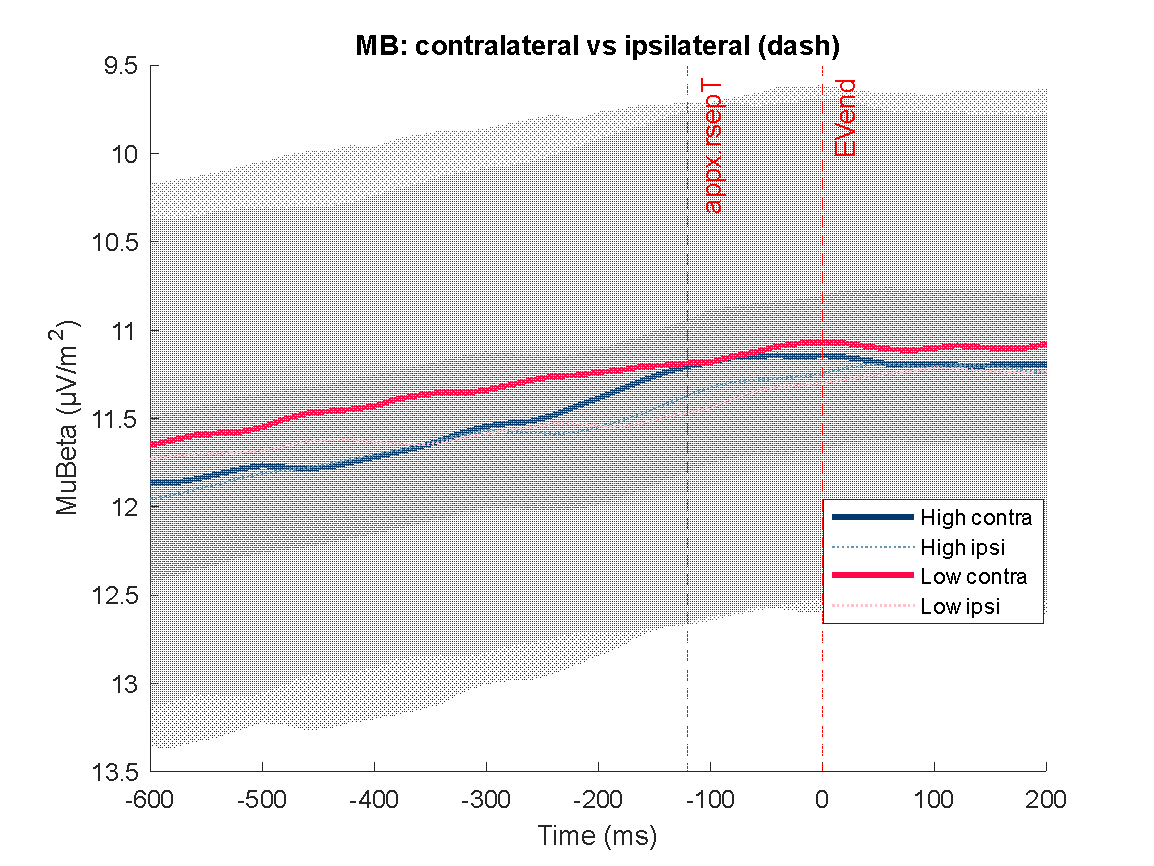 MB: contralateral vs ipsilateral (dash)
9.5
10
10.5
11
11.5
12
12.5
13
13.5
MuBeta (µV/m²)
appx.rsepT
EVend
High contra
High ipsi
Low contra
Low ipsi
-600 -500 -400 -300 -200 -100 0 100 200
Time (ms)